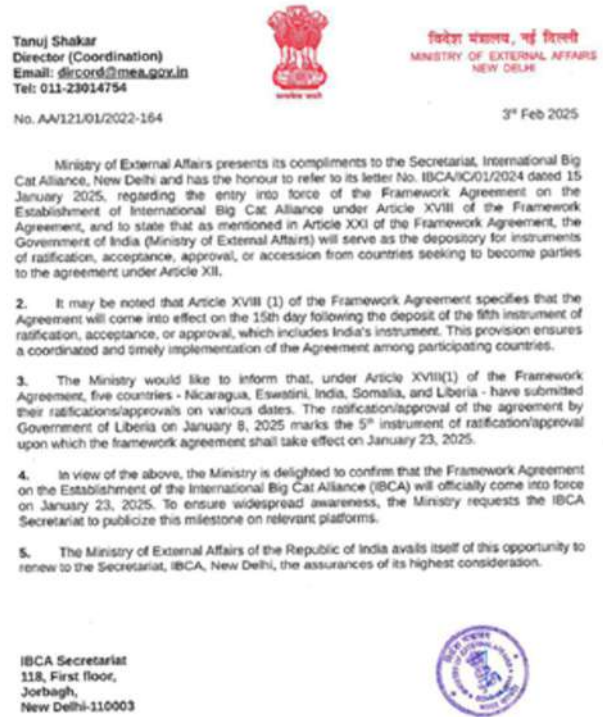 Tanuj Shakar
Director (Coordination)
Email: dircord@mea.gov.in
Tel: 011-23014754
सत्यमेव जयते
विदेश मंत्रालय, नई दिल्ली
MINISTRY OF EXTERNAL AFFAIRS
NEW DELHI
No. AA/121/01/2022-164
3rd Feb 2025
Ministry of External Affairs presents its compliments to the Secretariat, International Big
Cat Alliance, New Delhi and has the honour to refer to its letter No. IBCA/IC/01/2024 dated 15
January 2025, regarding the entry into force of the Framework Agreement on the
Establishment of International Big Cat Alliance under Article XVIII of the Framework
Agreement, and to state that as mentioned in Article XXI of the Framework Agreement, the
Government of India (Ministry of External Affairs) will serve as the depository for instruments
of ratification, acceptance, approval, or accession from countries seeking to become parties
to the agreement under Article XII.
2. It may be noted that Article XVIII (1) of the Framework Agreement specifies that the
Agreement will come into effect on the 15th day following the deposit of the fifth instrument of
ratification, acceptance, or approval, which includes India's instrument. This provision ensures
a coordinated and timely implementation of the Agreement among participating countries.
3. The Ministry would like to inform that, under Article XVIII(1) of the Framework
Agreement, five countries - Nicaragua, Eswatini, India, Somalia, and Liberia - have submitted
their ratifications/approvals on various dates. The ratification/approval of the agreement by
Government of Liberia on January 8, 2025 marks the 5th instrument of ratification/approval
upon which the framework agreement shall take effect on January 23, 2025.
4. In view of the above, the Ministry is delighted to confirm that the Framework Agreement
on the Establishment of the International Big Cat Alliance (IBCA) will officially come into force
on January 23, 2025. To ensure widespread awareness, the Ministry requests the IBCA
Secretariat to publicize this milestone on relevant platforms.
5. The Ministry of External Affairs of the Republic of India avails itself of this opportunity to
renew to the Secretariat, IBCA, New Delhi, the assurances of its highest consideration.
IBCA Secretariat
118, First floor,
Jorbagh,
New Delhi-110003